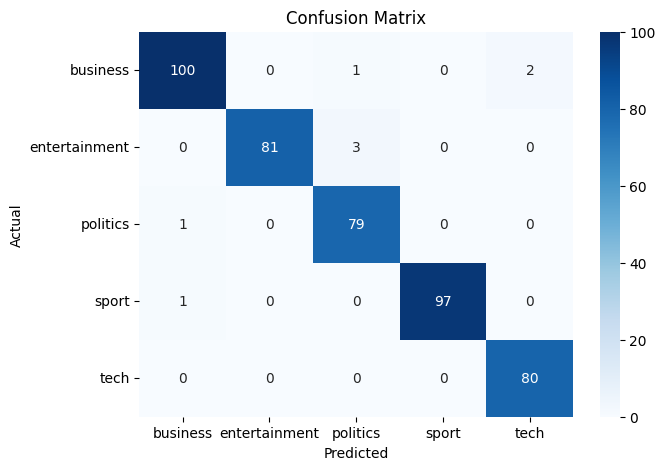 Confusion Matrix
Actual
business 100 0 1 0 2
entertainment 0 81 3 0 0
politics 1 0 79 0 0
sport 1 0 0 97 0
tech 0 0 0 0 80
business entertainment politics sport tech
Predicted
100
80
60
40
20
0